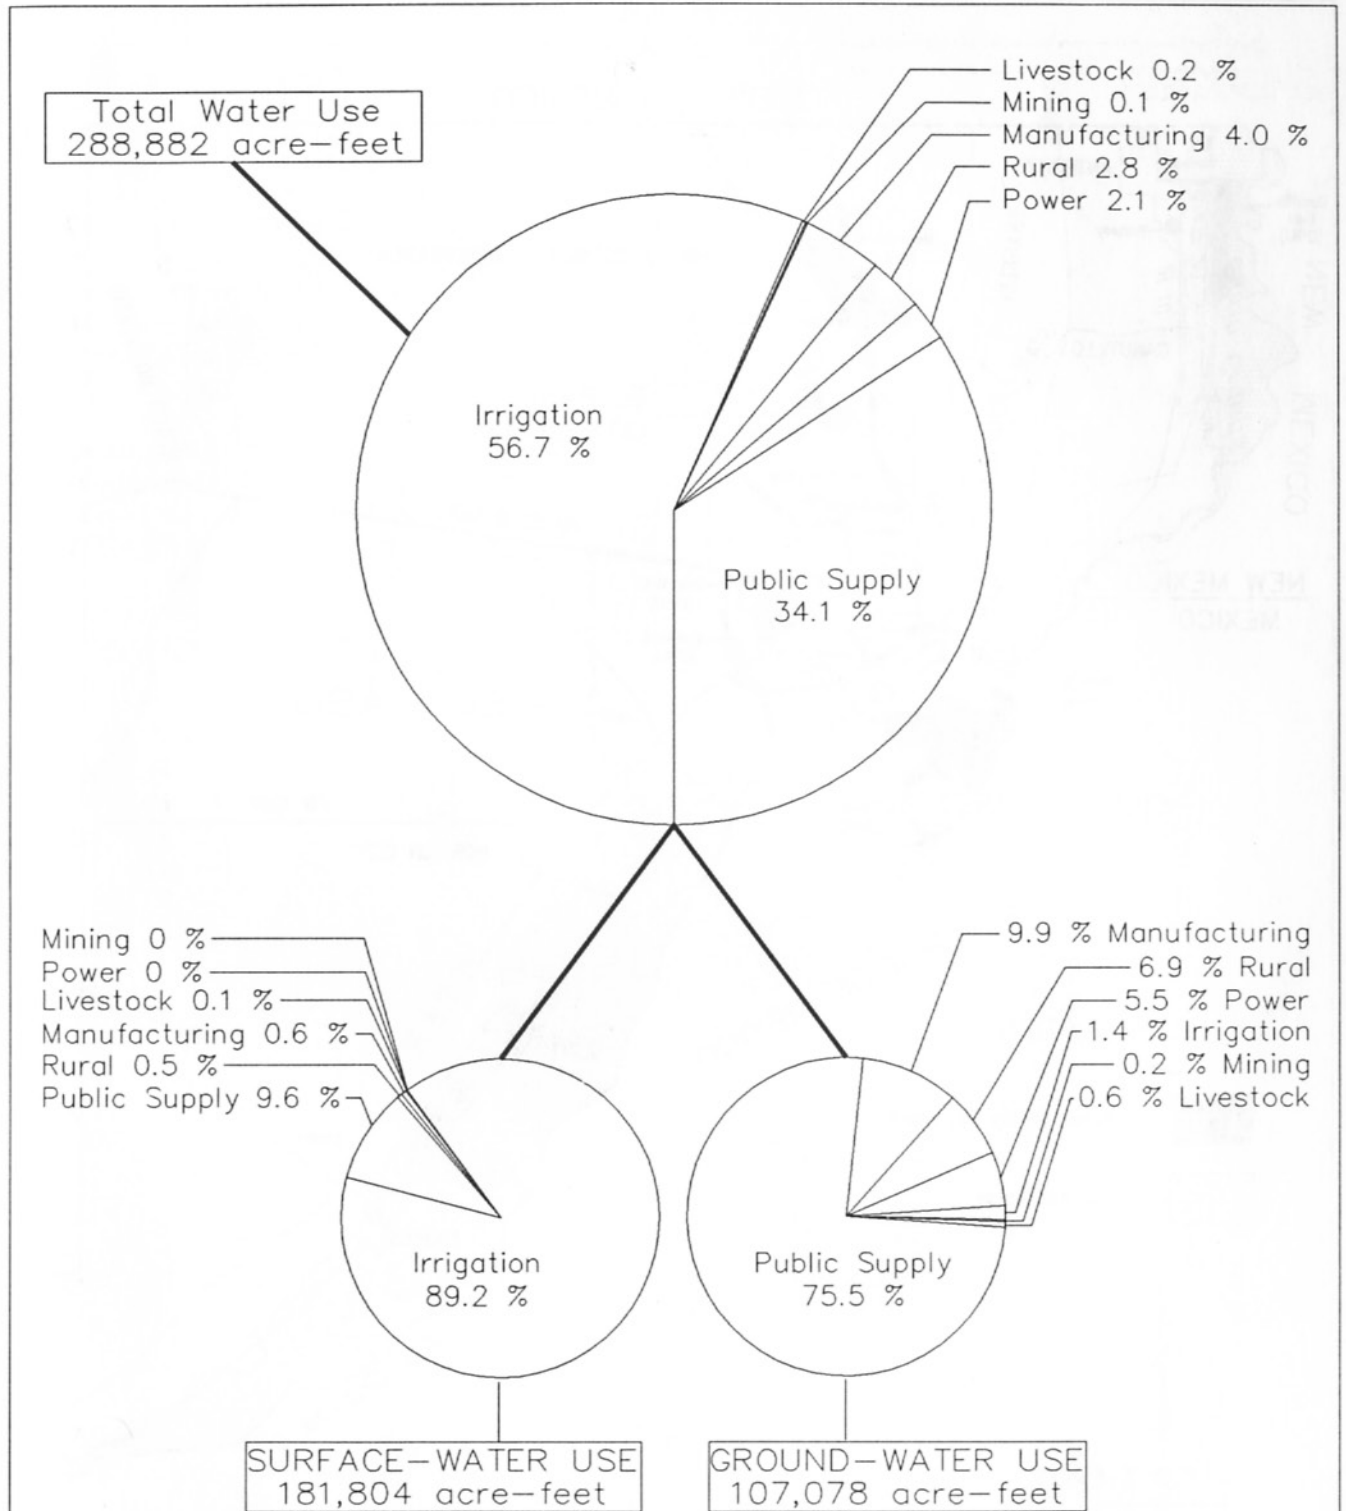 Total Water Use
288,882 acre-feet
Livestock 0.2 %
Mining 0.1 %
Manufacturing 4.0 %
Rural 2.8 %
Power 2.1 %
Irrigation
56.7 %
Public Supply
34.1 %
Mining 0 %
Power 0 %
Livestock 0.1 %
Manufacturing 0.6 %
Rural 0.5 %
Public Supply 9.6 %
Irrigation
89.2 %
9.9 % Manufacturing
6.9 % Rural
5.5 % Power
1.4 % Irrigation
0.2 % Mining
0.6 % Livestock
Public Supply
75.5 %
SURFACE-WATER USE
181,804 acre-feet
GROUND-WATER USE
107,078 acre-feet